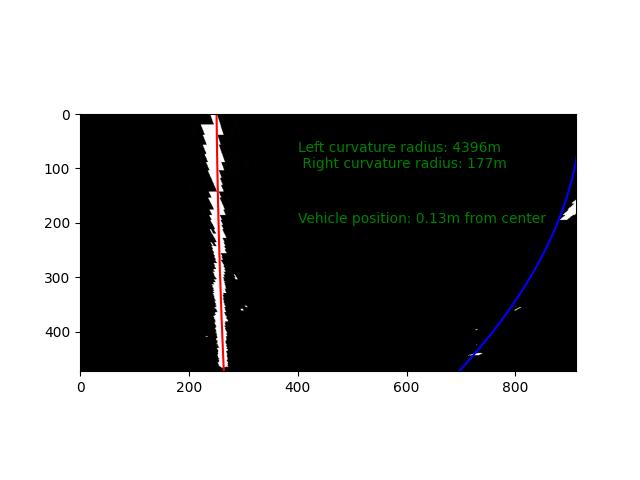 0
100
200
300
400
Left curvature radius: 4396m
Right curvature radius: 177m
Vehicle position: 0.13m from center
0 200 400 600 800